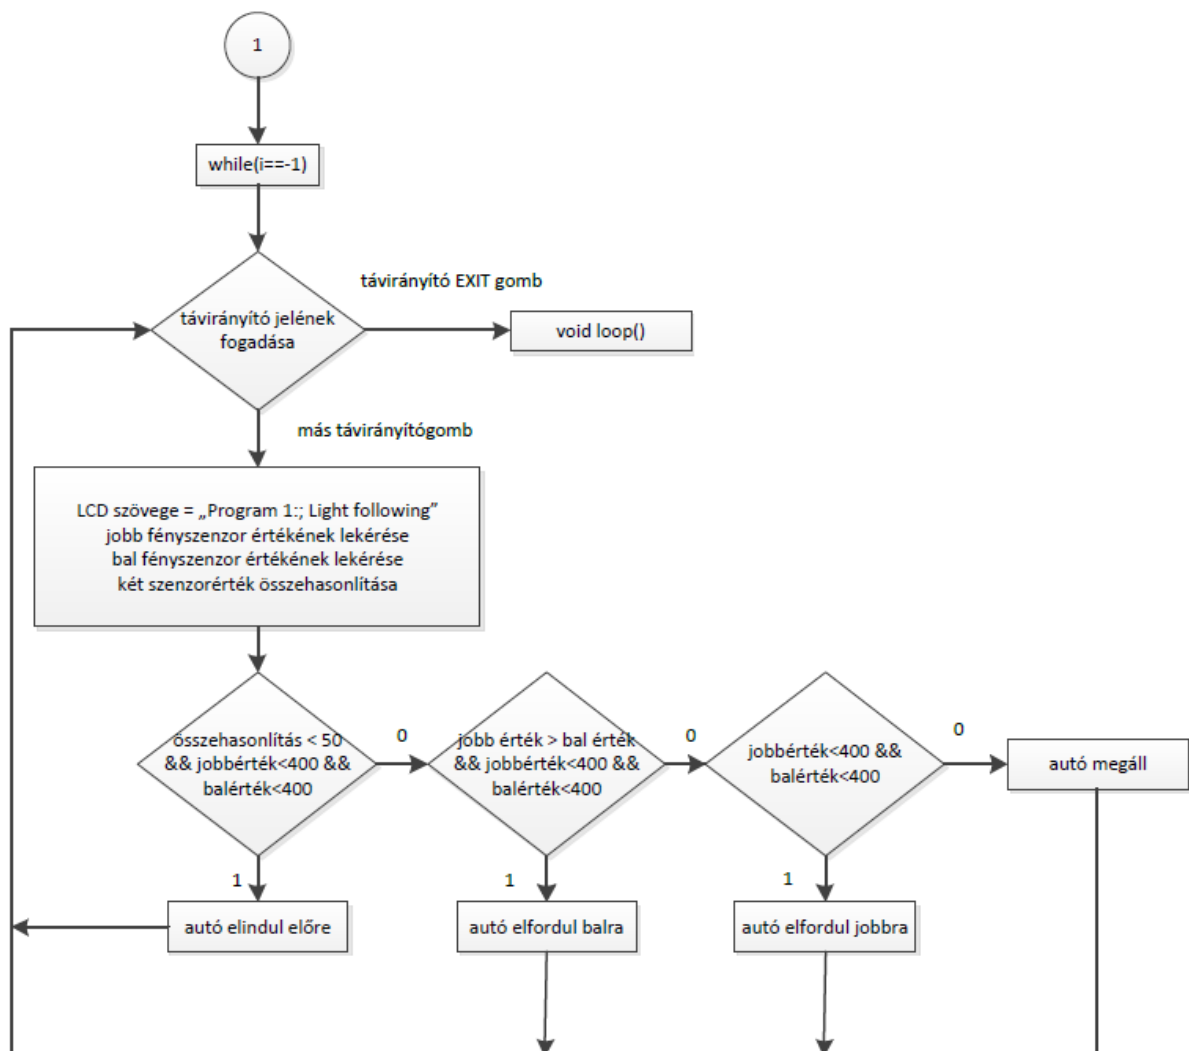 1
while(i==-1)
távirányító EXIT gomb
távirányító jelének
fogadása
void loop()
más távirányítógomb
LCD szövege = „Program 1:; Light following”
jobb fényszenzor értékének lekérése
bal fényszenzor értékének lekérése
két szenzorérték összehasonlítása
összehasonlítás < 50
&& jobbérték<400 &&
balérték<400
0
jobb érték > bal érték
&& jobbérték<400 &&
balérték<400
0
jobbérték<400 &&
balérték<400
0
autó megáll
1
autó elindul előre
1
autó elfordul balra
1
autó elfordul jobbra